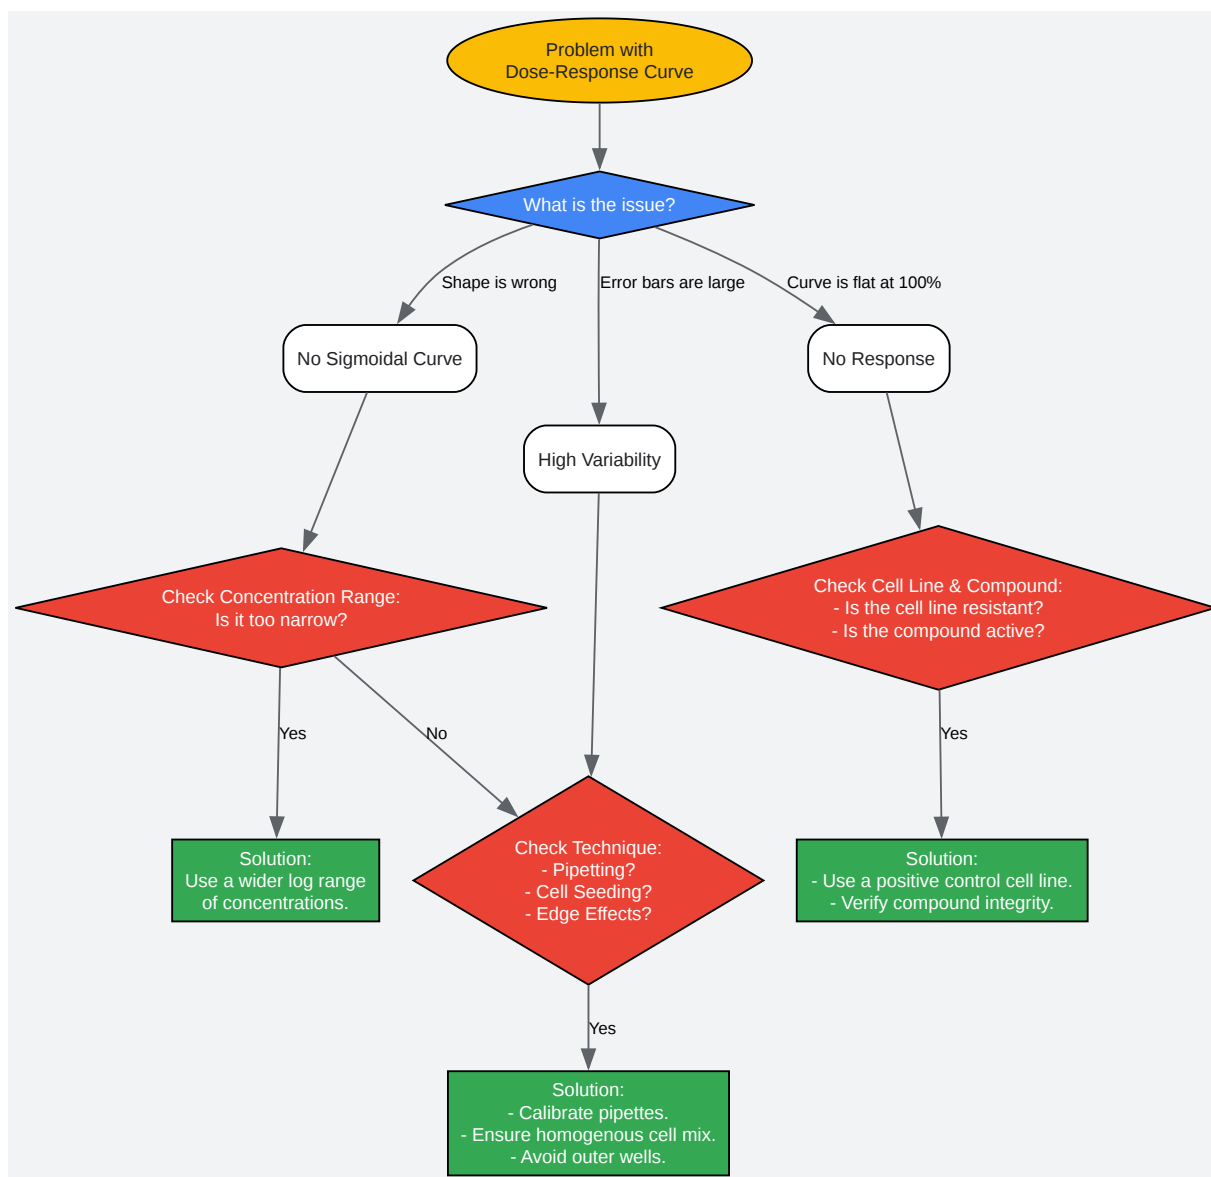 Problem with
Dose-Response Curve
What is the issue?
Shape is wrong
Error bars are large
Curve is flat at 100%
No Sigmoidal Curve
No Response
High Variability
Check Concentration Range:
Is it too narrow?
Check Cell Line & Compound:
- Is the cell line resistant?
- Is the compound active?
Yes
No
Yes
Solution:
Use a wider log range
of concentrations.
Check Technique:
- Pipetting?
- Cell Seeding?
- Edge Effects?
Solution:
- Use a positive control cell line.
- Verify compound integrity.
Yes
Solution:
- Calibrate pipettes.
- Ensure homogenous cell mix.
- Avoid outer wells.